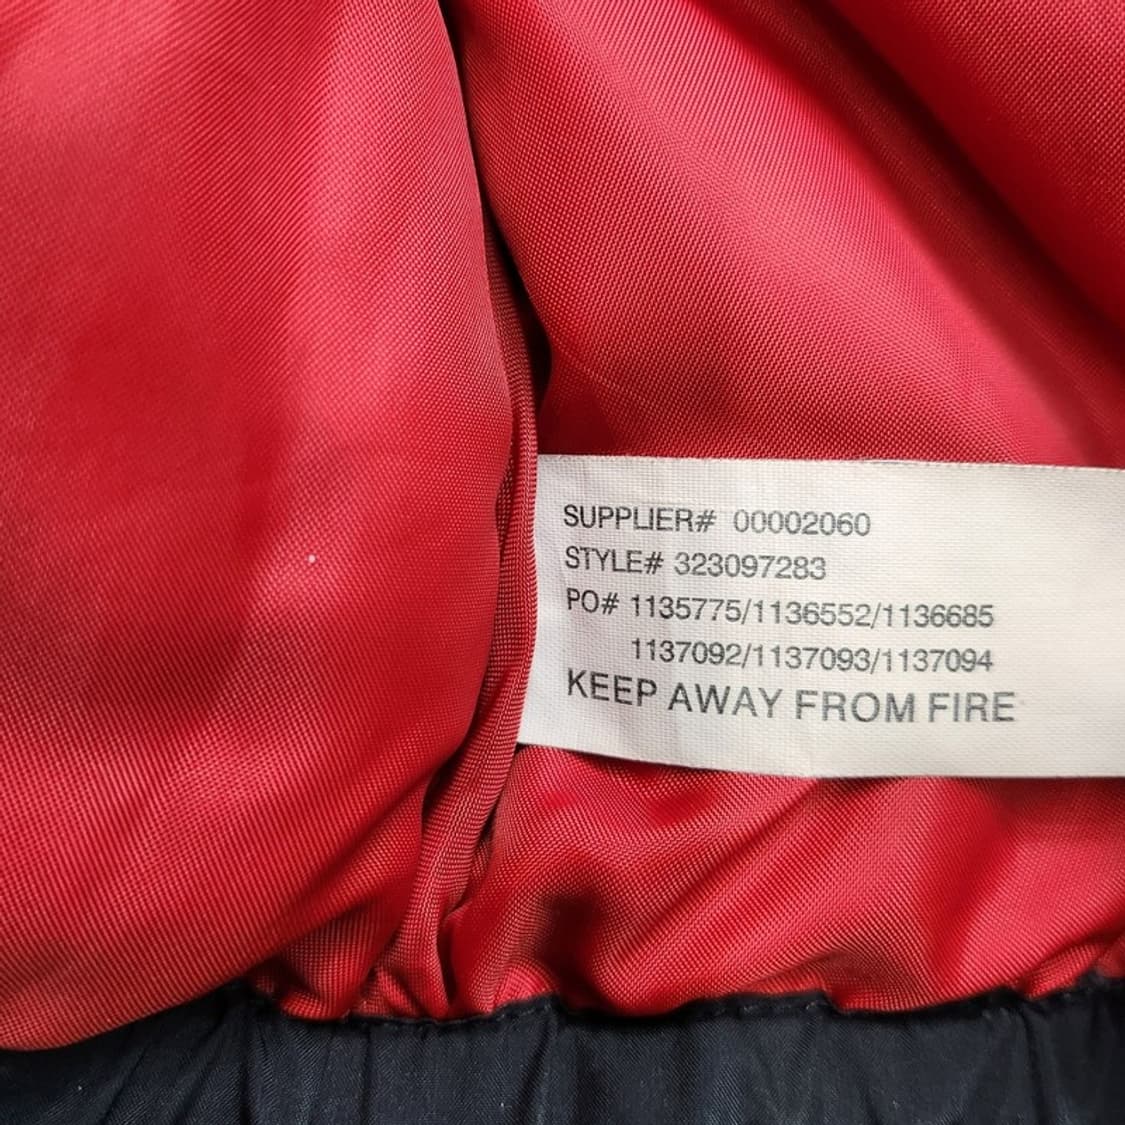 SUPPLIER# 00002060
STYLE# 323097283
PO# 1135775/1136552/1136685
1137092/1137093/1137094
KEEP AWAY FROM FIRE